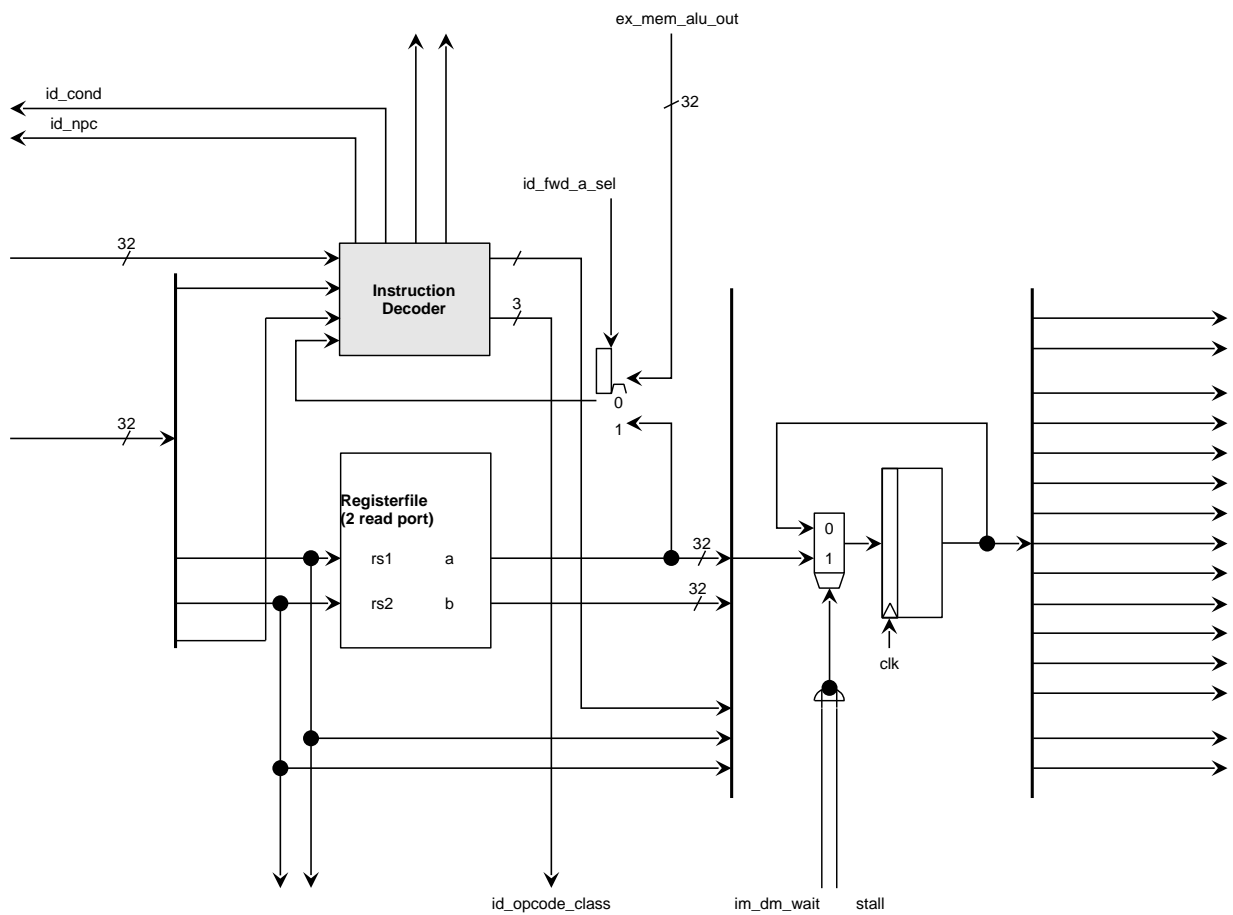 ex_mem_alu_out
id_cond
32
id_npc
id_fwd_a_sel
32
Instruction
Decoder
3
0
32
1
Registerfile
(2 read port)
0
32
rs1 a
1
32
rs2 b
clk
id_opcode_class
im_dm_wait
stall